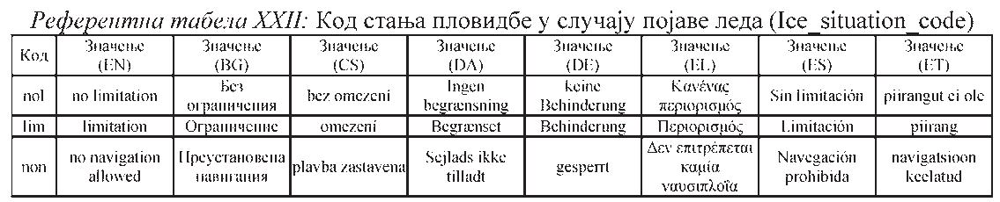 Референтна табела XXII: Код стања пловидбе у случају појаве леда (Ice_situation_code)
Код | Значење (EN) | Значење (BG) | Значење (CS) | Значење (DA) | Значење (DE) | Значење (EL) | Значење (ES) | Значење (ET)
nol | no limitation | Без ограничения | bez omezení | Ingen begrænsning | keine Behinderung | Κανένας περιορισμός | Sin limitación | piirangut ei ole
lim | limitation | Ограничение | omezení | Begrænset | Behinderung | Περιορισμός | Limitación | piirang
non | no navigation allowed | Преустановена навигация | plavba zastavena | Sejlads ikke tilladt | gesperrt | Δεν επιτρέπεται καμία ναυσιπλοΐα | Navegación prohibida | navigatsioon keelatud